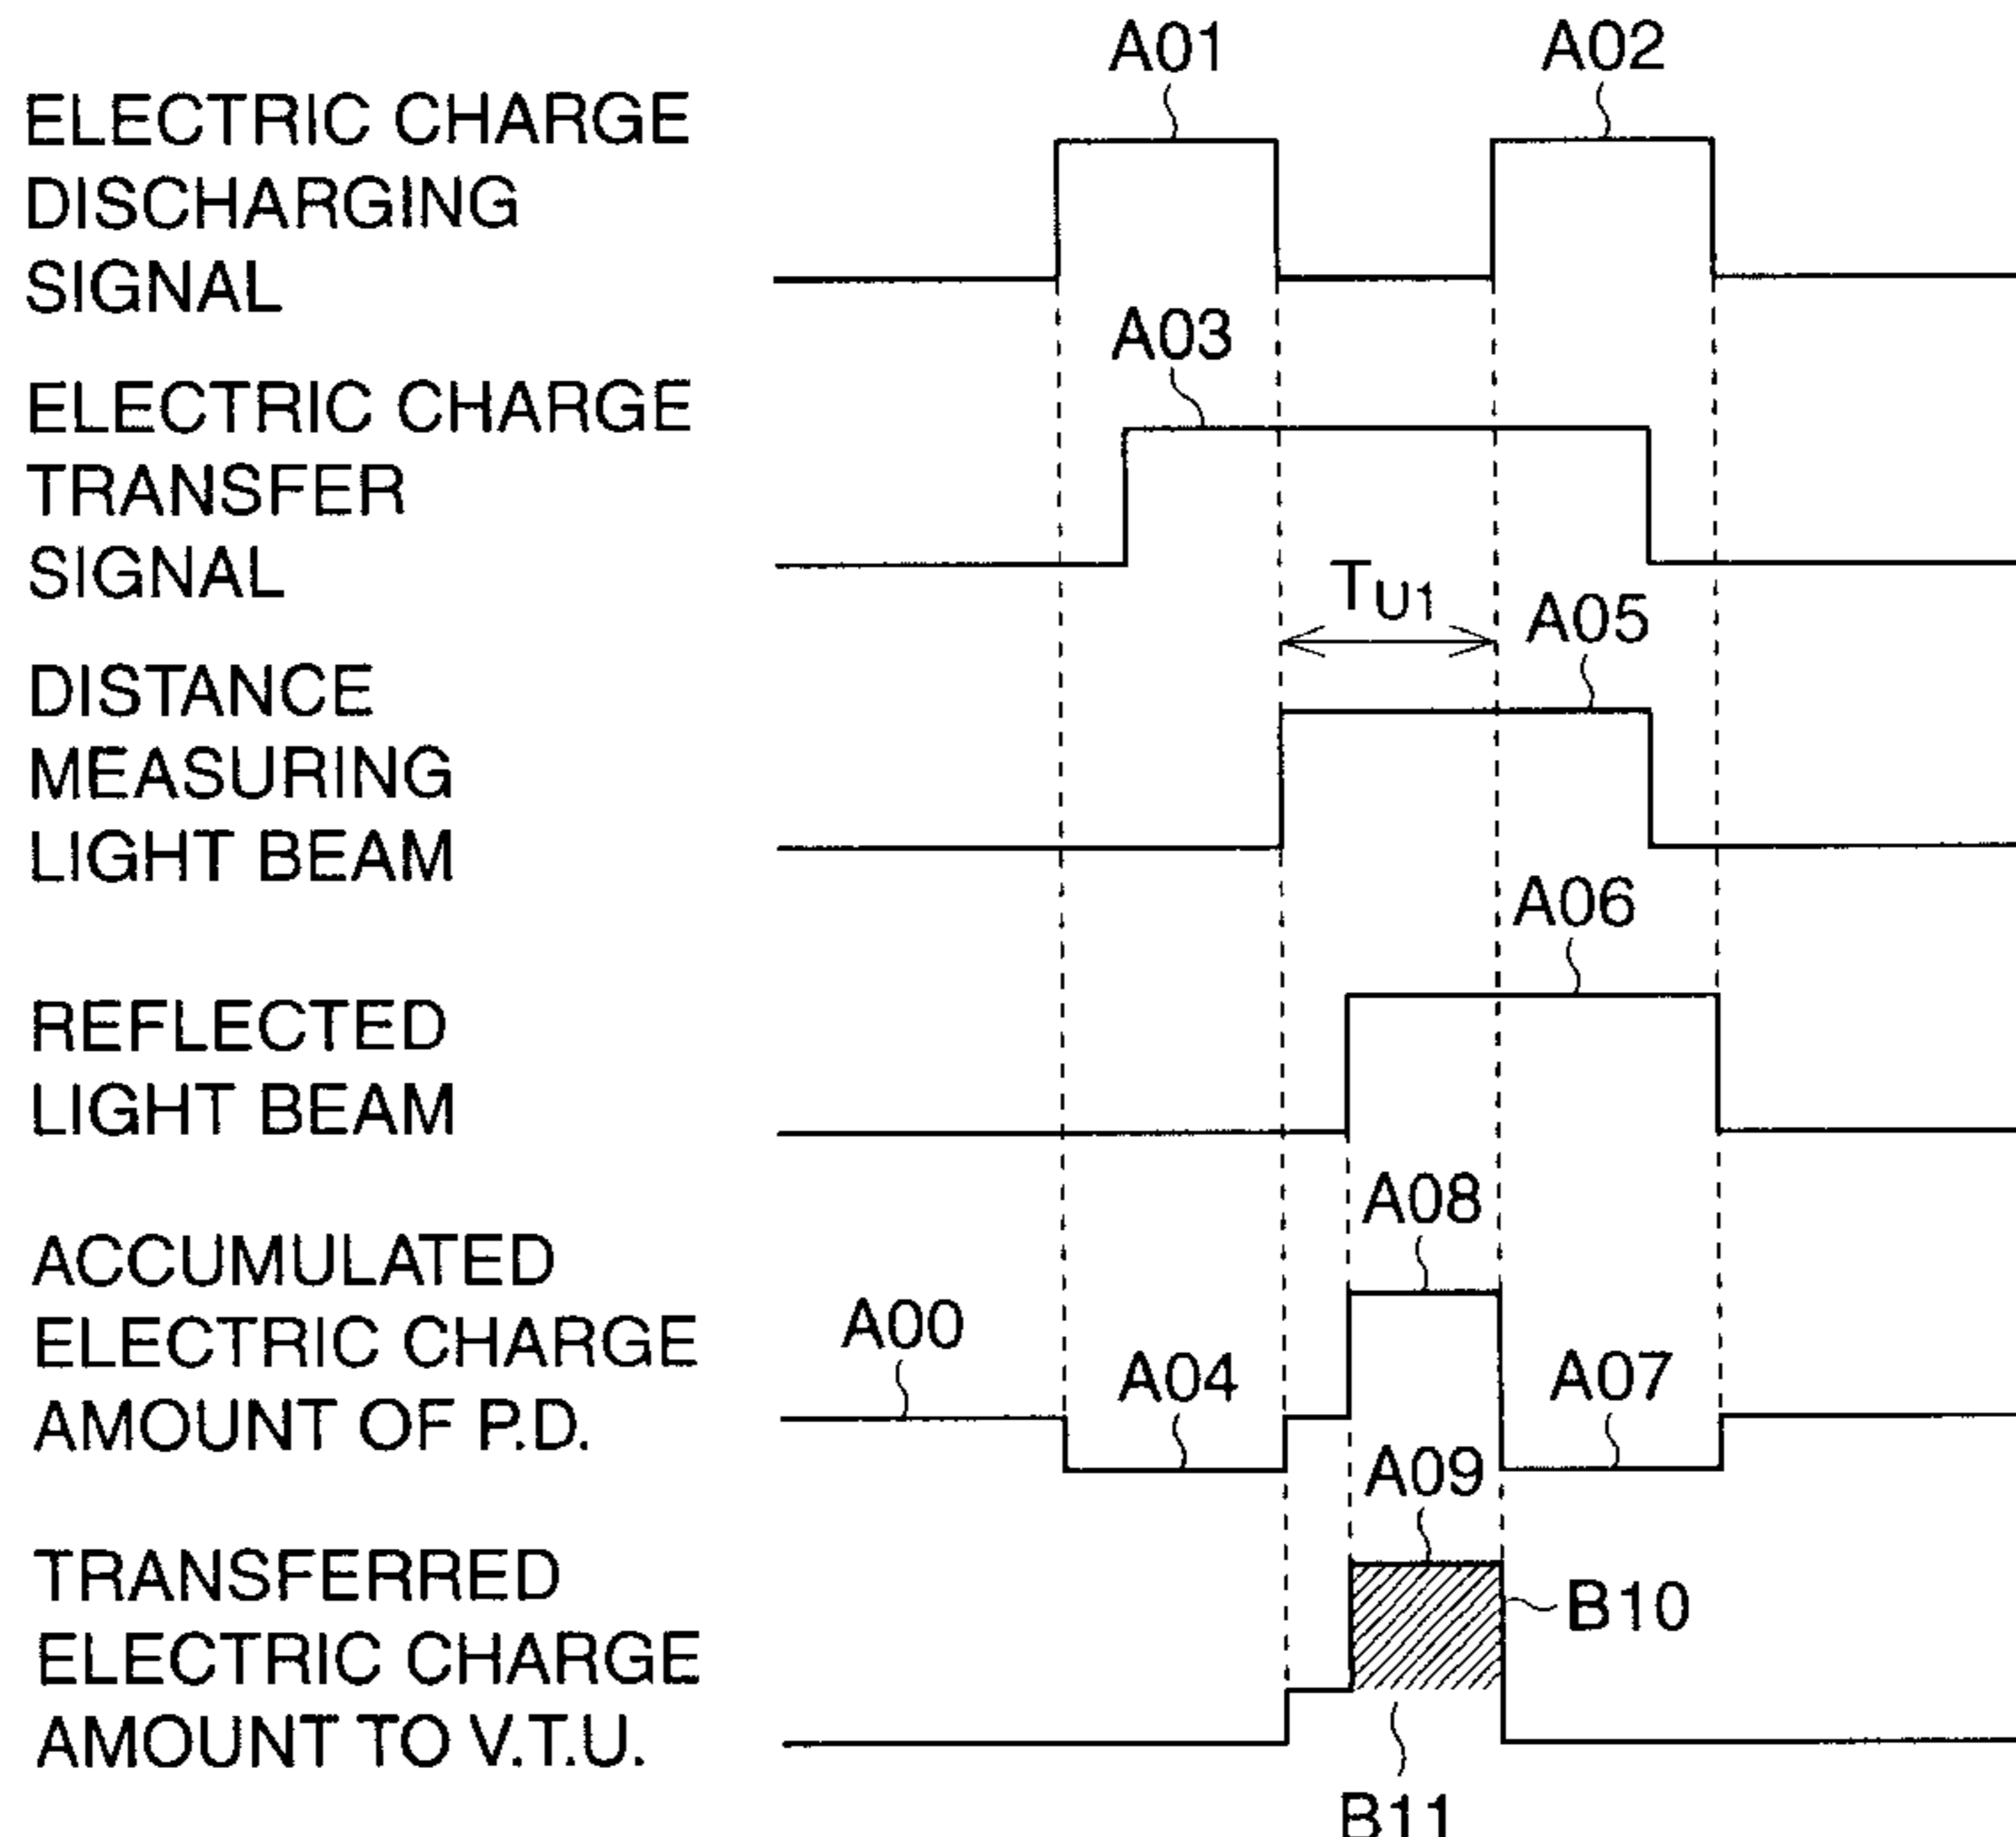 A01
A02
ELECTRIC CHARGE
DISCHARGING
SIGNAL
A03
ELECTRIC CHARGE
TRANSFER
SIGNAL
TU1
A05
DISTANCE
MEASURING
LIGHT BEAM
A06
REFLECTED
LIGHT BEAM
A08
ACCUMULATED
ELECTRIC CHARGE
AMOUNT OF P.D.
A00
A04
A07
A09
TRANSFERRED
ELECTRIC CHARGE
AMOUNT TO V.T.U.
B10
B11